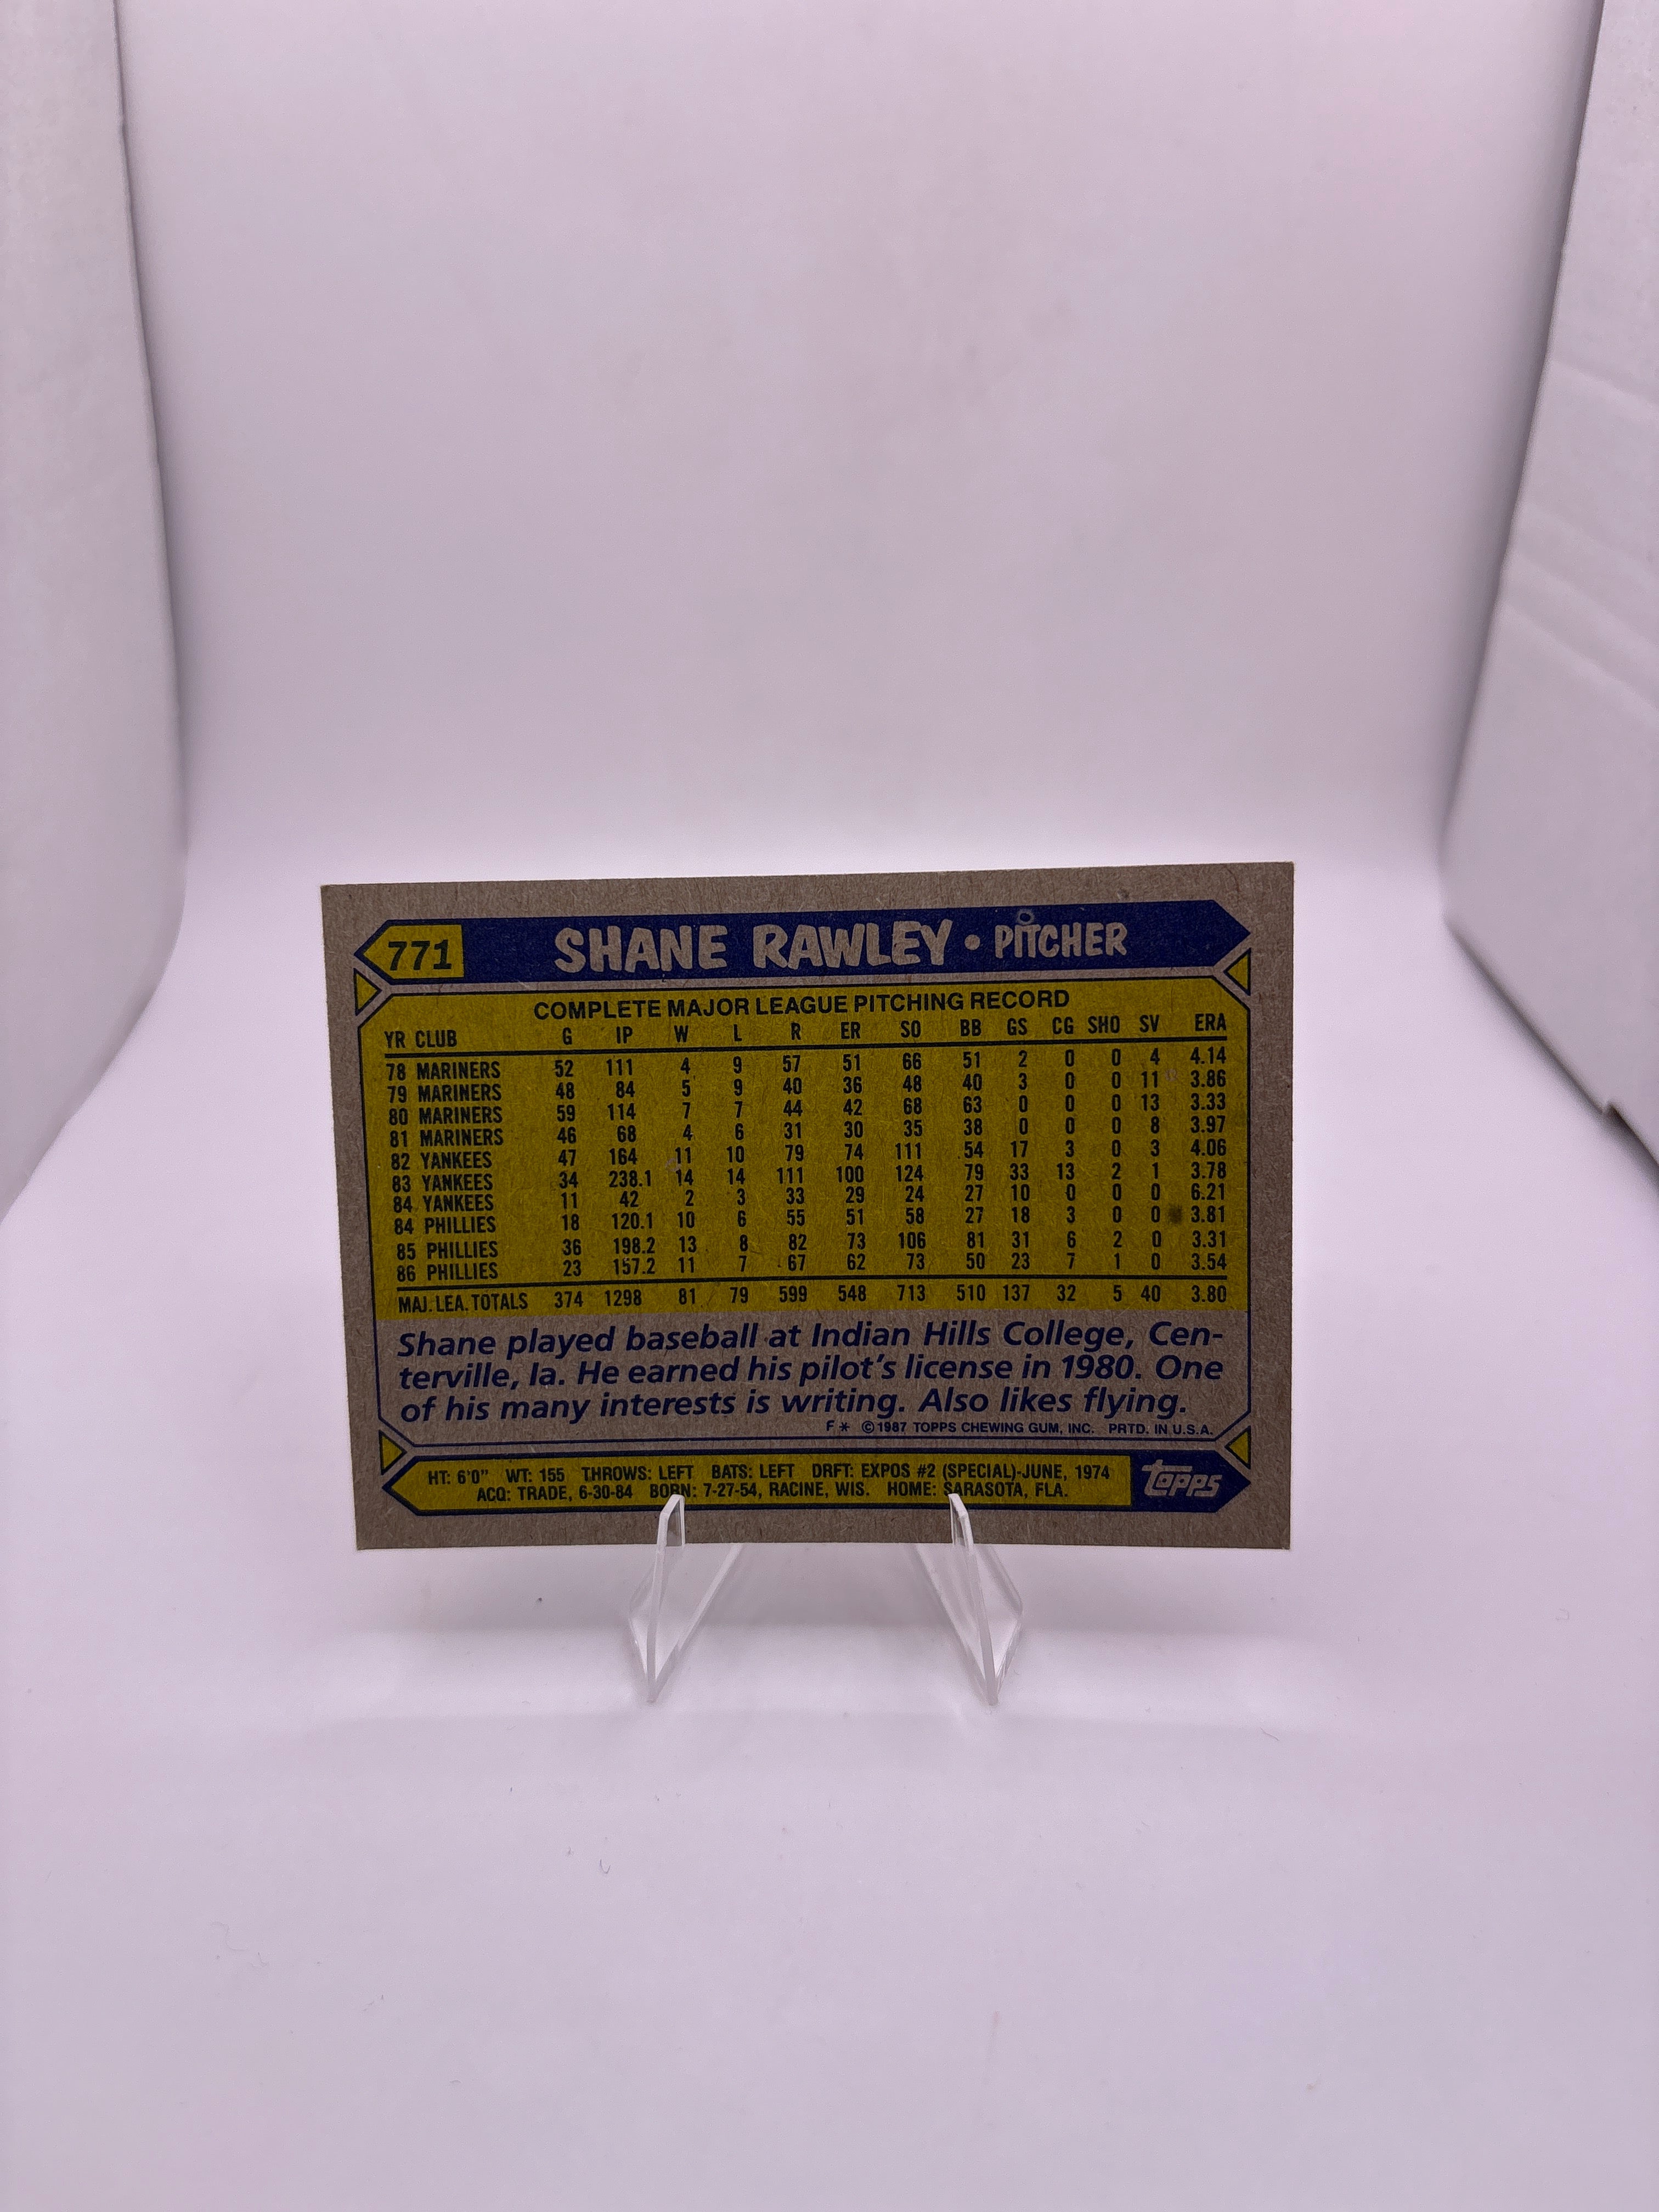 771 SHANE RAWLEY • PITCHER
COMPLETE MAJOR LEAGUE PITCHING RECORD
YR CLUB G IP W L R ER SO BB GS CG SHO SV ERA
78 MARINERS 52 111 4 9 57 51 66 51 2 0 0 4 4.14
79 MARINERS 48 84 5 9 40 36 48 40 3 0 0 11 3.86
80 MARINERS 59 114 7 7 44 42 68 63 0 0 0 13 3.33
81 MARINERS 46 68 4 6 31 30 35 38 0 0 0 8 3.97
82 YANKEES 47 164 11 10 79 74 111 54 17 3 0 3 4.06
83 YANKEES 34 238.1 14 14 111 100 124 79 33 13 2 1 3.78
84 YANKEES 11 42 2 3 33 29 24 27 10 0 0 0 6.21
84 PHILLIES 18 120.1 10 6 55 51 58 27 18 3 0 0 3.81
85 PHILLIES 36 198.2 13 8 82 73 106 81 31 6 2 0 3.31
86 PHILLIES 23 157.2 11 7 67 62 73 50 23 7 1 0 3.54
MAJ. LEA. TOTALS 374 1298 81 79 599 548 713 510 137 32 5 40 3.80
Shane played baseball at Indian Hills College, Cen-
terville, Ia. He earned his pilot's license in 1980. One
of his many interests is writing. Also likes flying.
F* ©1987 TOPPS CHEWING GUM, INC. PRTD. IN U.S.A.
HT: 6'0" WT: 155 THROWS: LEFT BATS: LEFT DRFT: EXPOS #2 (SPECIAL)-JUNE, 1974
ACQ: TRADE, 6-30-84 BORN: 7-27-54, RACINE, WIS. HOME: SARASOTA, FLA.
Topps